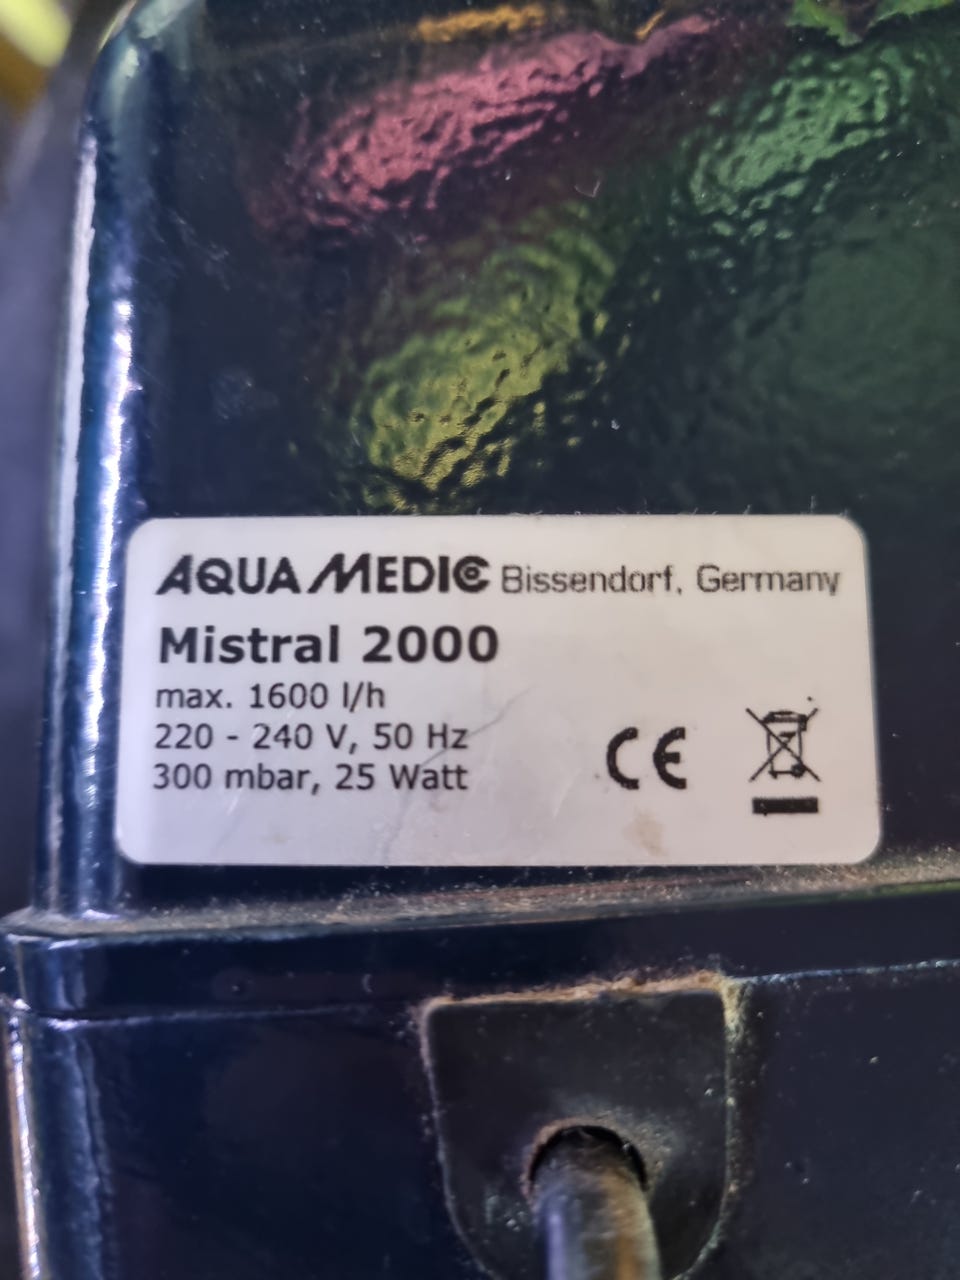 AQUA MEDIC Bissendorf, Germany
Mistral 2000
max. 1600 l/h
220 - 240 V, 50 Hz
300 mbar, 25 Watt
CE